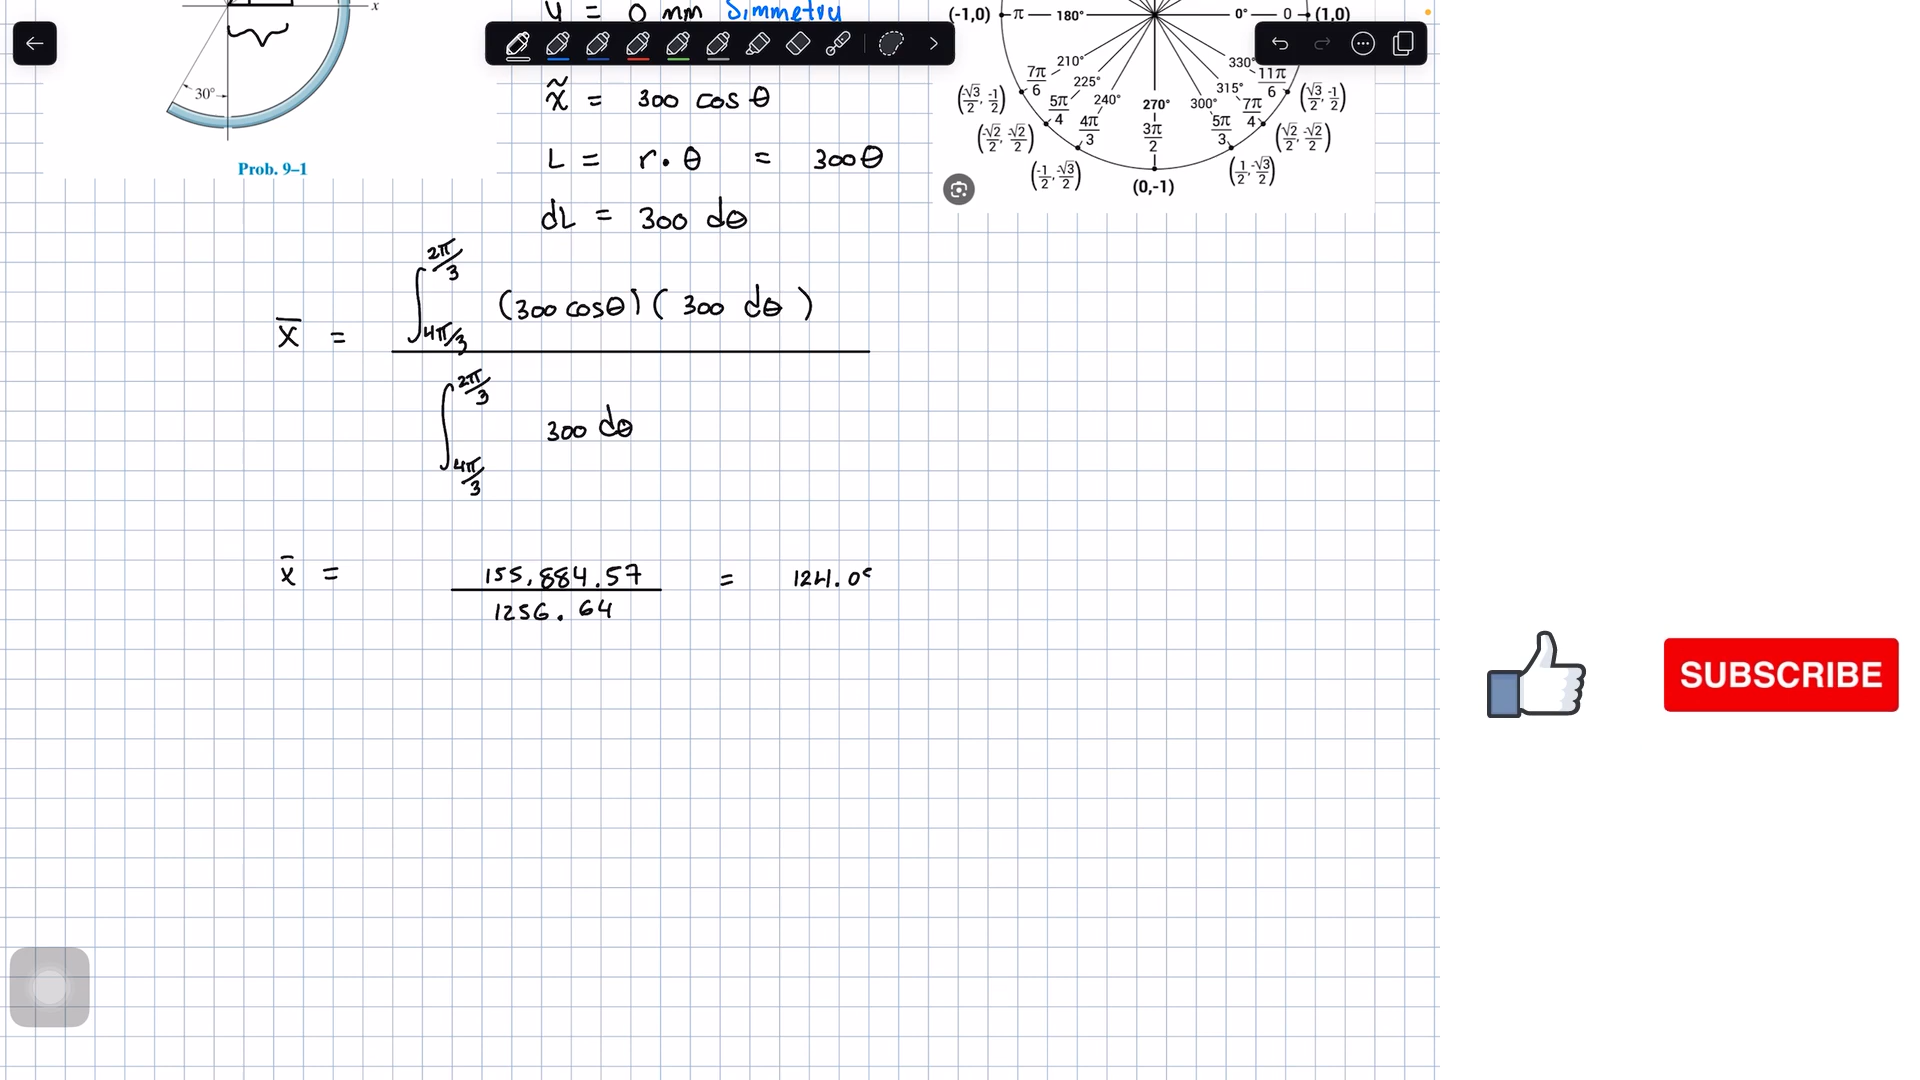 x
y = 0 mm Simmetry
30°
Prob. 9–1
x̃ = 300 cos θ
L = r . θ = 300 θ
dL = 300 dθ
x̄ = ∫ 2π/3 4π/3 (300 cosθ) ( 300 dθ )
∫ 2π/3 4π/3 300 dθ
x̄ = 155,884.57 / 1256.64 = 124.0
(-1,0) π 180° 0° 0 (1,0)
210° 330°
7π/6 225° 315° 11π/6
(-√3/2, -1/2) 5π/4 240° 270° 300° 7π/4 (√3/2, -1/2)
(-√2/2, -√2/2) 4π/3 3π/2 5π/3 (√2/2, -√2/2)
(-1/2, -√3/2) (0,-1) (1/2, -√3/2)
SUBSCRIBE